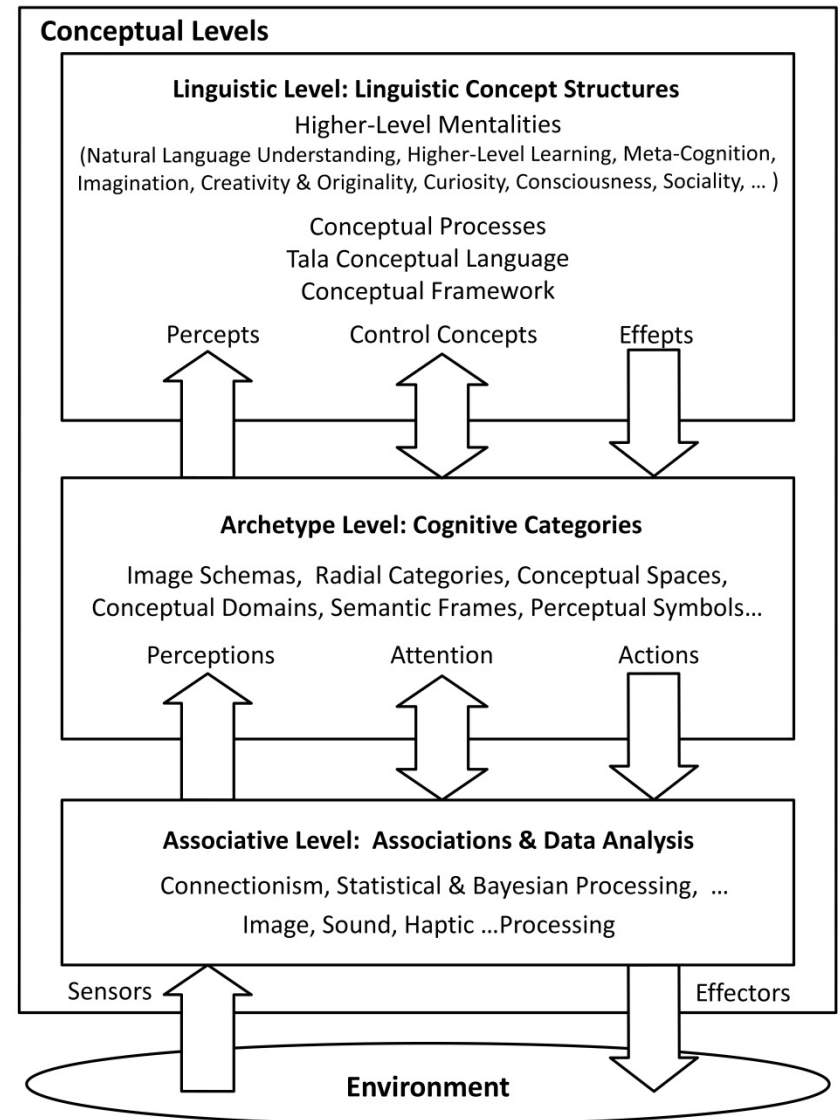 Conceptual Levels
Linguistic Level: Linguistic Concept Structures
Higher-Level Mentalities
(Natural Language Understanding, Higher-Level Learning, Meta-Cognition,
Imagination, Creativity & Originality, Curiosity, Consciousness, Sociality, ... )
Conceptual Processes
Tala Conceptual Language
Conceptual Framework
Percepts Control Concepts Effepts
Archetype Level: Cognitive Categories
Image Schemas, Radial Categories, Conceptual Spaces,
Conceptual Domains, Semantic Frames, Perceptual Symbols...
Perceptions Attention Actions
Associative Level: Associations & Data Analysis
Connectionism, Statistical & Bayesian Processing, ...
Image, Sound, Haptic ...Processing
Sensors Effectors
Environment